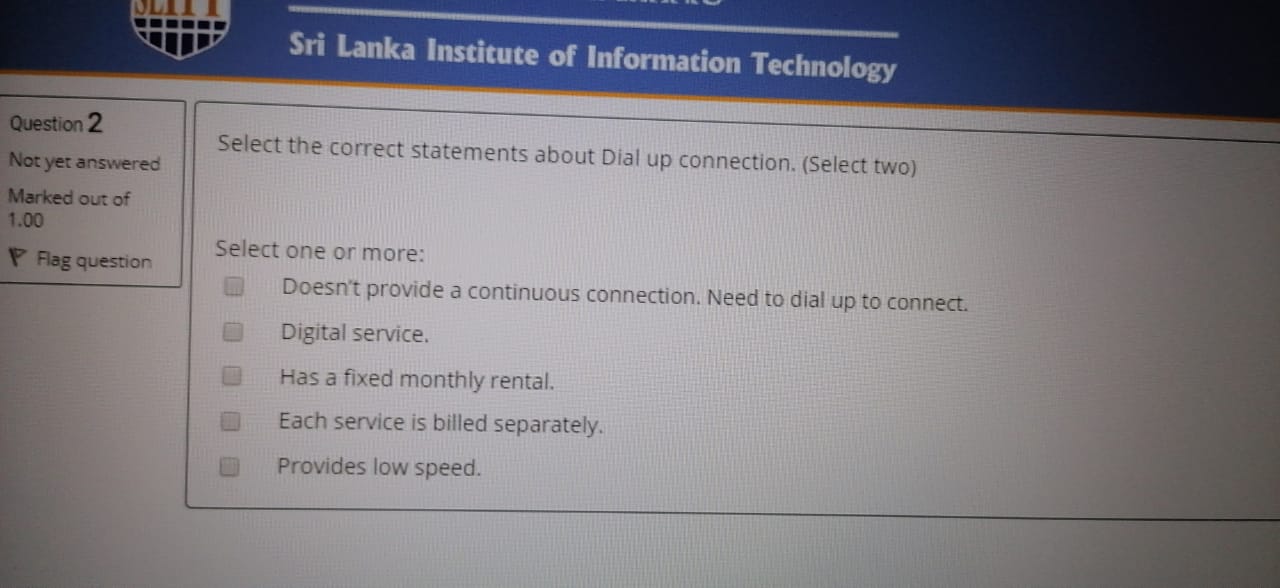 SLIIT
Sri Lanka Institute of Information Technology
Question 2
Not yet answered
Marked out of
1.00
Flag question
Select the correct statements about Dial up connection. (Select two)
Select one or more:
Doesn't provide a continuous connection. Need to dial up to connect.
Digital service.
Has a fixed monthly rental.
Each service is billed separately.
Provides low speed.